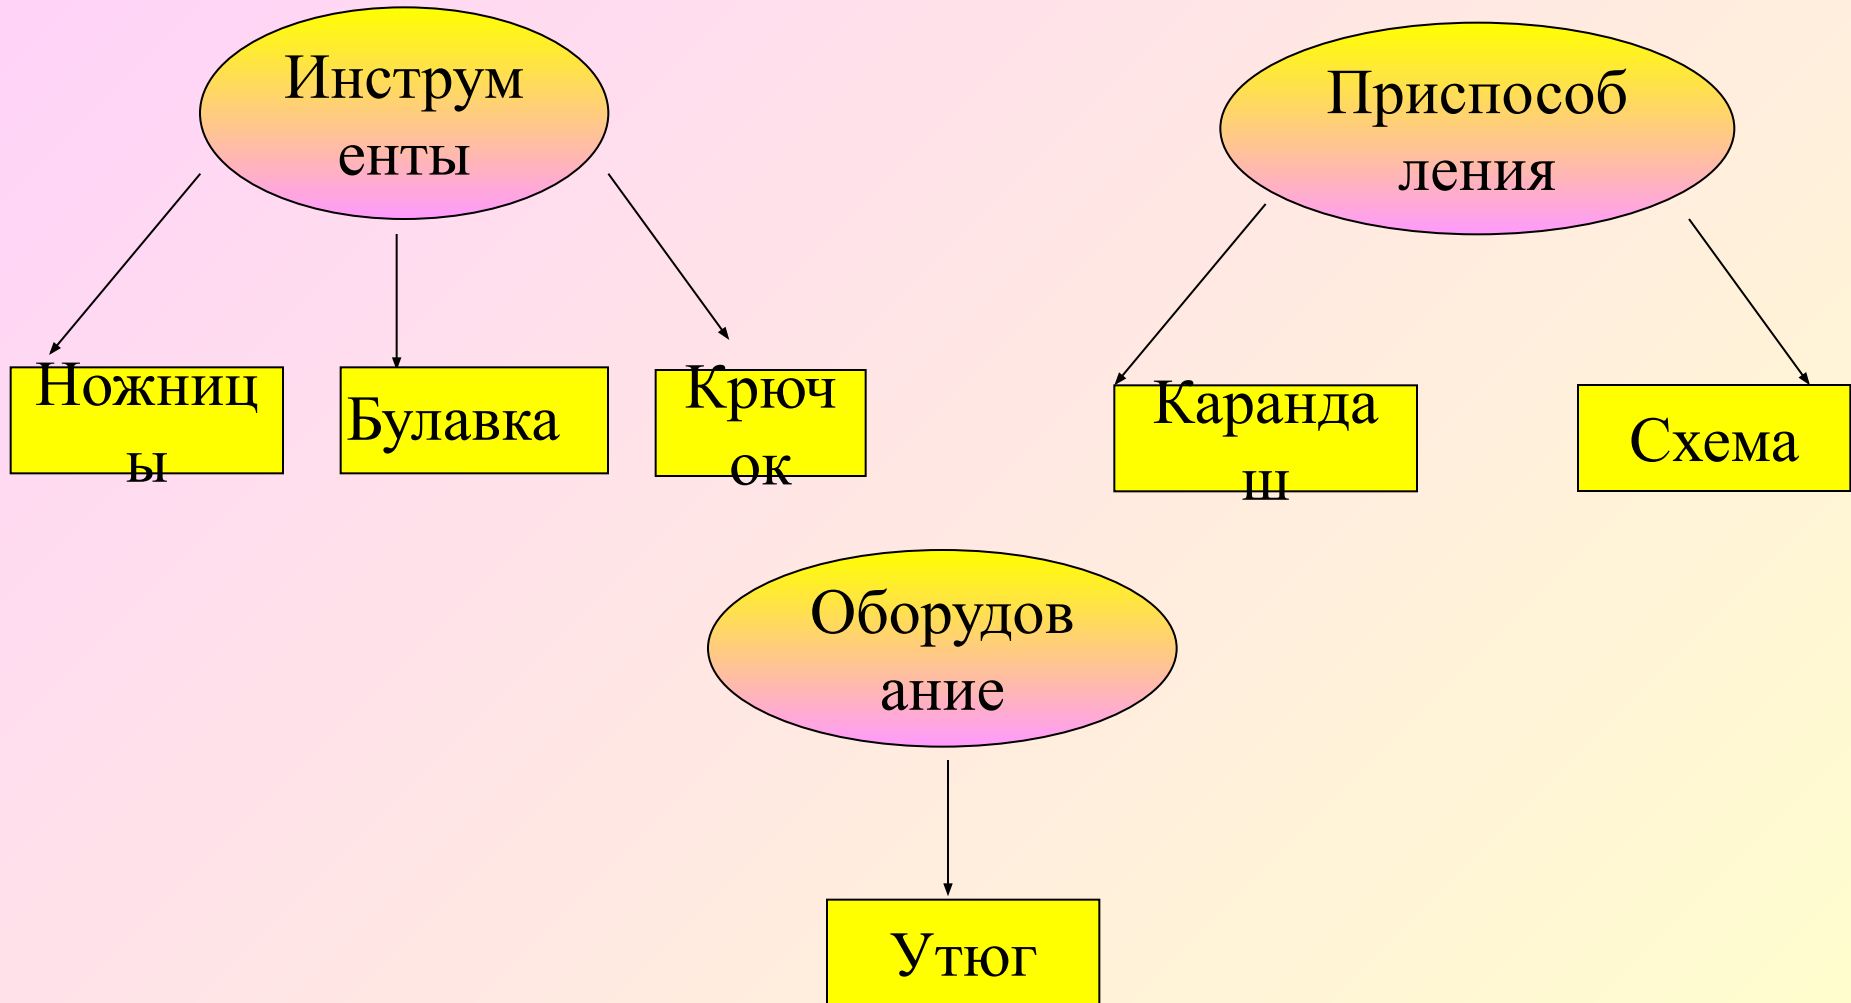 Инструм
енты
Приспособ
ления
Ножниц
ы
Булавка
Крюч
ок
Каранда
ш
Схема
Оборудов
ание
Утюг